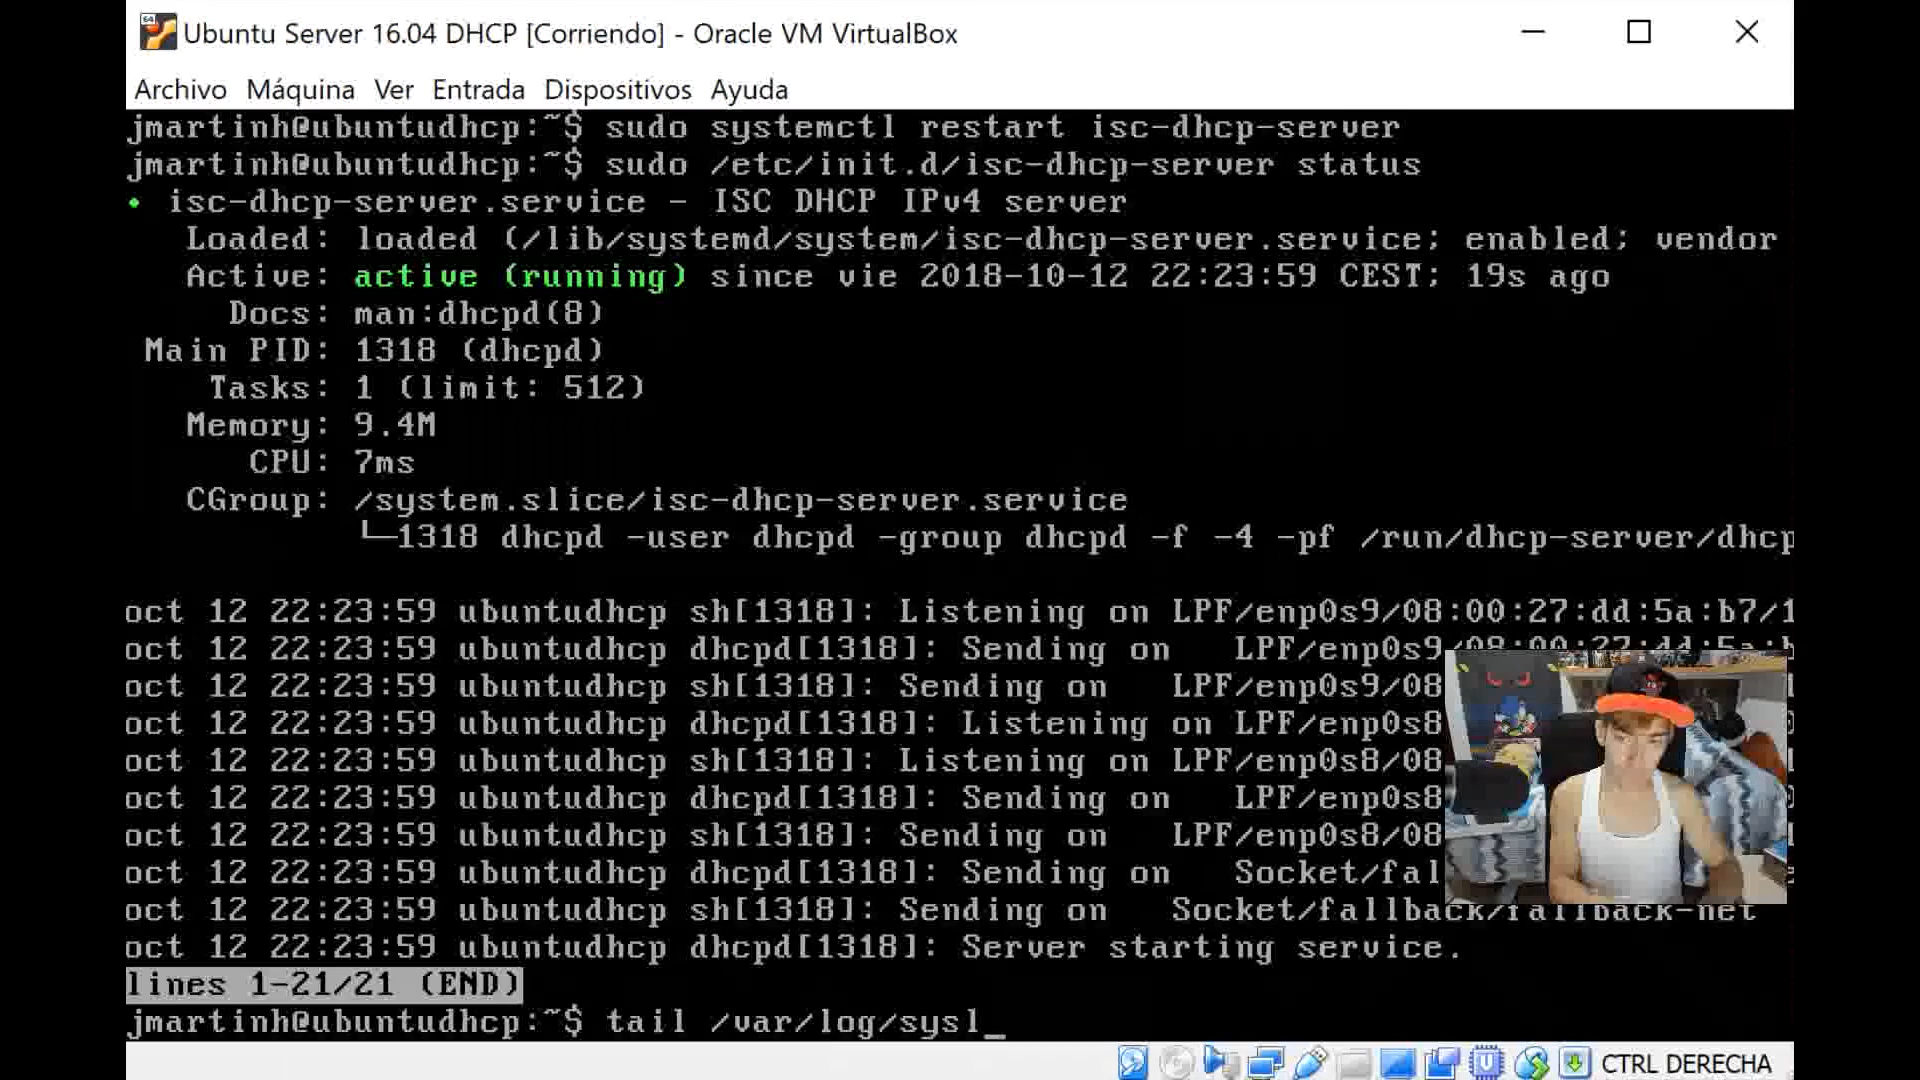 Ubuntu Server 16.04 DHCP [Corriendo] - Oracle VM VirtualBox
Archivo Máquina Ver Entrada Dispositivos Ayuda
jmartinh@ubuntudhcp:~$ sudo systemctl restart isc-dhcp-server
jmartinh@ubuntudhcp:~$ sudo /etc/init.d/isc-dhcp-server status
• isc-dhcp-server.service - ISC DHCP IPv4 server
Loaded: loaded (/lib/systemd/system/isc-dhcp-server.service; enabled; vendor
Active: active (running) since vie 2018-10-12 22:23:59 CEST; 19s ago
Docs: man:dhcpd(8)
Main PID: 1318 (dhcpd)
Tasks: 1 (limit: 512)
Memory: 9.4M
CPU: 7ms
CGroup: /system.slice/isc-dhcp-server.service
└─1318 dhcpd -user dhcpd -group dhcpd -f -4 -pf /run/dhcp-server/dhcp
oct 12 22:23:59 ubuntudhcp sh[1318]: Listening on LPF/enp0s9/08:00:27:dd:5a:b7/1
oct 12 22:23:59 ubuntudhcp dhcpd[1318]: Sending on LPF/enp0s9/08:00:27:dd:5a:b
oct 12 22:23:59 ubuntudhcp sh[1318]: Sending on LPF/enp0s9/08
oct 12 22:23:59 ubuntudhcp dhcpd[1318]: Listening on LPF/enp0s8
oct 12 22:23:59 ubuntudhcp sh[1318]: Listening on LPF/enp0s8/08
oct 12 22:23:59 ubuntudhcp dhcpd[1318]: Sending on LPF/enp0s8
oct 12 22:23:59 ubuntudhcp sh[1318]: Sending on LPF/enp0s8/08
oct 12 22:23:59 ubuntudhcp dhcpd[1318]: Sending on Socket/fal
oct 12 22:23:59 ubuntudhcp sh[1318]: Sending on Socket/fallback/fallback-net
oct 12 22:23:59 ubuntudhcp dhcpd[1318]: Server starting service.
lines 1-21/21 (END)
jmartinh@ubuntudhcp:~$ tail /var/log/sysl_
CTRL DERECHA